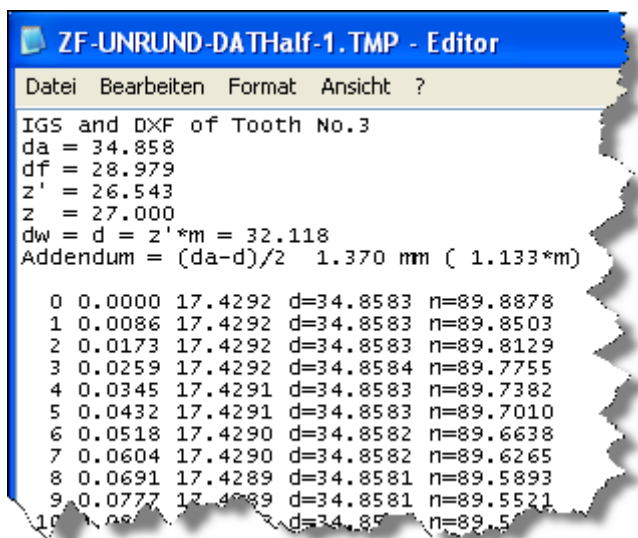 ZF-UNRUND-DATHalf-1.TMP - Editor
Datei Bearbeiten Format Ansicht ?
IGS and DXF of Tooth No.3
da = 34.858
df = 28.979
z' = 26.543
z  = 27.000
dw = d = z'*m = 32.118
Addendum = (da-d)/2  1.370 mm ( 1.133*m)
0 0.0000 17.4292 d=34.8583 n=89.8878
1 0.0086 17.4292 d=34.8583 n=89.8503
2 0.0173 17.4292 d=34.8583 n=89.8129
3 0.0259 17.4292 d=34.8584 n=89.7755
4 0.0345 17.4291 d=34.8583 n=89.7382
5 0.0432 17.4291 d=34.8583 n=89.7010
6 0.0518 17.4290 d=34.8582 n=89.6638
7 0.0604 17.4290 d=34.8582 n=89.6265
8 0.0691 17.4289 d=34.8581 n=89.5893
9 0.0777 d=34.8581 n=89.5521